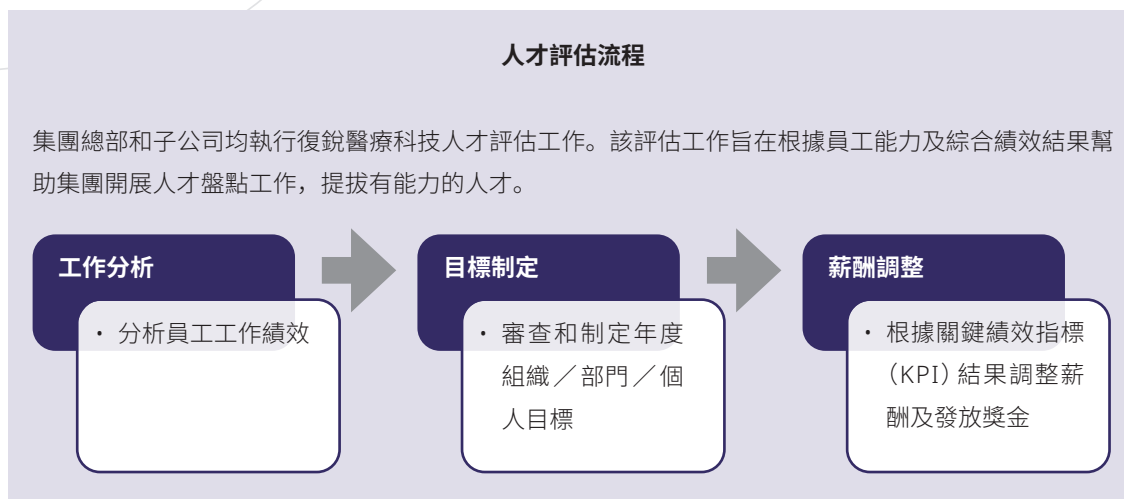 人才評估流程
集團總部和子公司均執行復銳醫療科技人才評估工作。該評估工作旨在根據員工能力及綜合績效結果幫
助集團開展人才盤點工作，提拔有能力的人才。
工作分析
• 分析員工工作績效
目標制定
• 審查和制定年度
組織／部門／個
人目標
薪酬調整
• 根據關鍵績效指標
（KPI）結果調整薪
酬及發放獎金